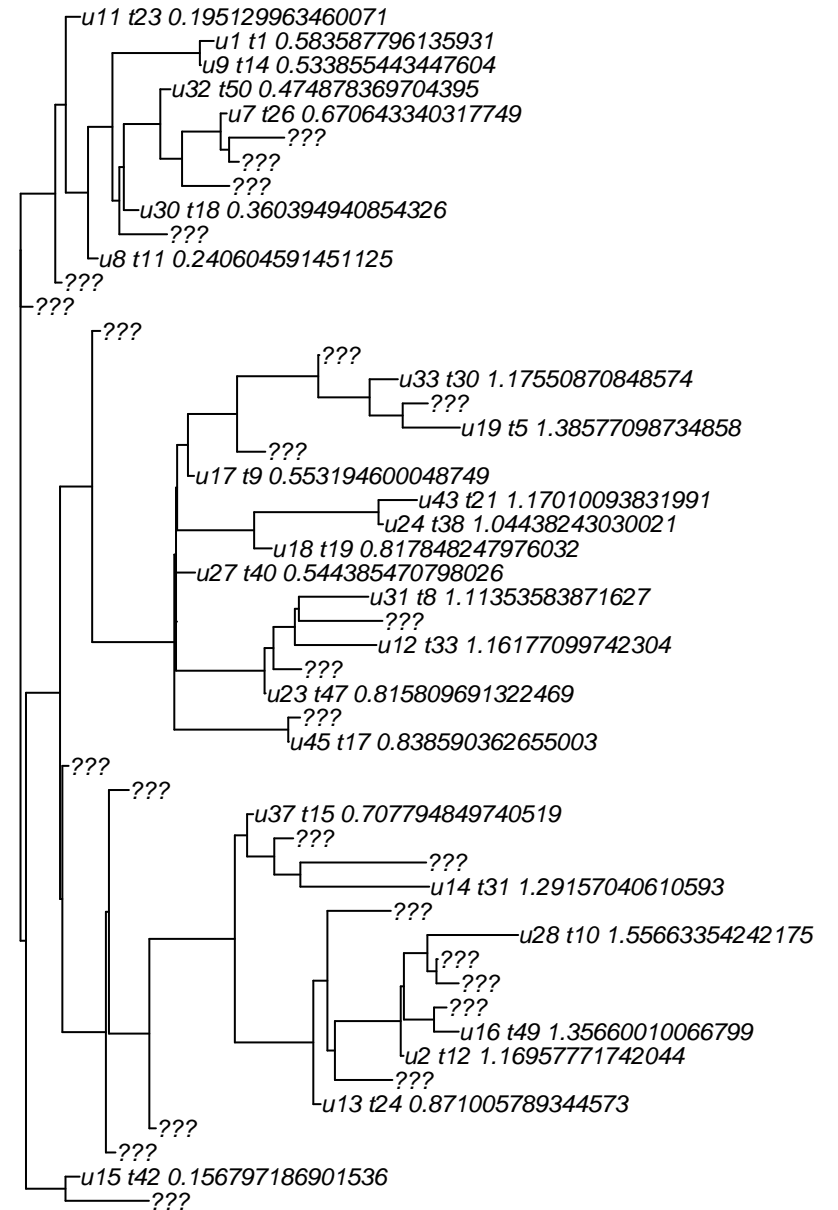 u11 t23 0.195129963460071
u1 t1 0.583587796135931
u9 t14 0.533855443447604
u32 t50 0.474878369704395
u7 t26 0.670643340317749
???
???
???
u30 t18 0.360394940854326
???
u8 t11 0.240604591451125
???
???
???
???
u33 t30 1.17550870848574
???
u19 t5 1.38577098734858
???
u17 t9 0.553194600048749
u43 t21 1.17010093831991
u24 t38 1.04438243030021
u18 t19 0.817848247976032
u27 t40 0.544385470798026
u31 t8 1.11353583871627
???
u12 t33 1.16177099742304
???
u23 t47 0.815809691322469
???
u45 t17 0.838590362655003
???
???
u37 t15 0.707794849740519
???
???
u14 t31 1.29157040610593
???
u28 t10 1.55663354242175
???
???
???
u16 t49 1.35660010066799
u2 t12 1.16957771742044
???
u13 t24 0.871005789344573
???
???
u15 t42 0.156797186901536
???